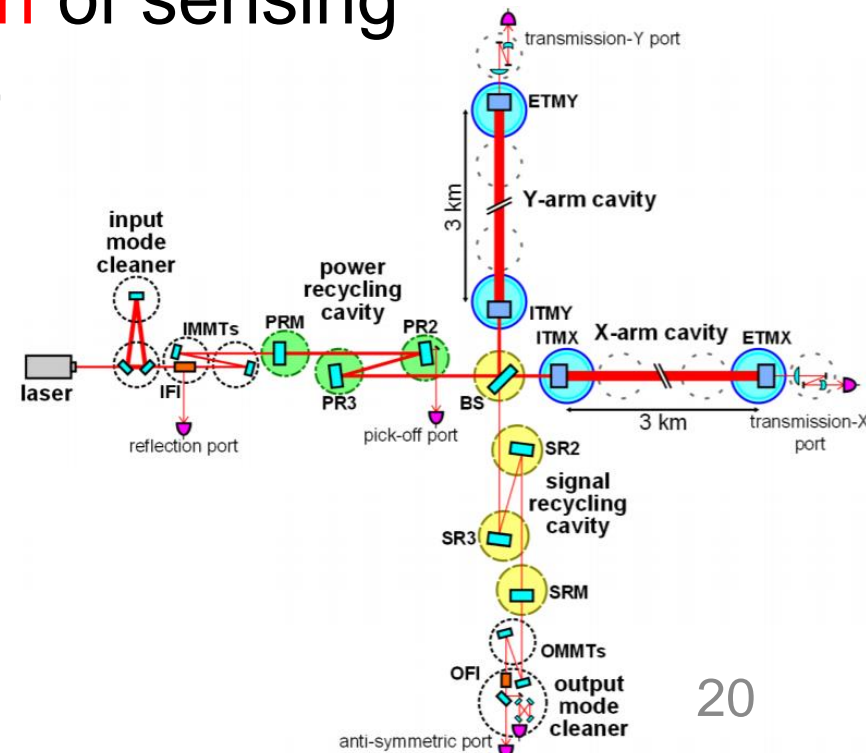 of sensing
transmission-Y port
ETMY
3 km
Y-arm cavity
input
mode
cleaner
power
recycling
cavity
ITMY
IMMTs
PRM
PR2
ITMX
X-arm cavity
ETMX
laser
IFI
PR3
BS
3 km
reflection port
pick-off port
transmission-X
port
SR2
signal
recycling
cavity
SR3
SRM
OMMTs
OFI
output
mode
cleaner
20
anti-symmetric port